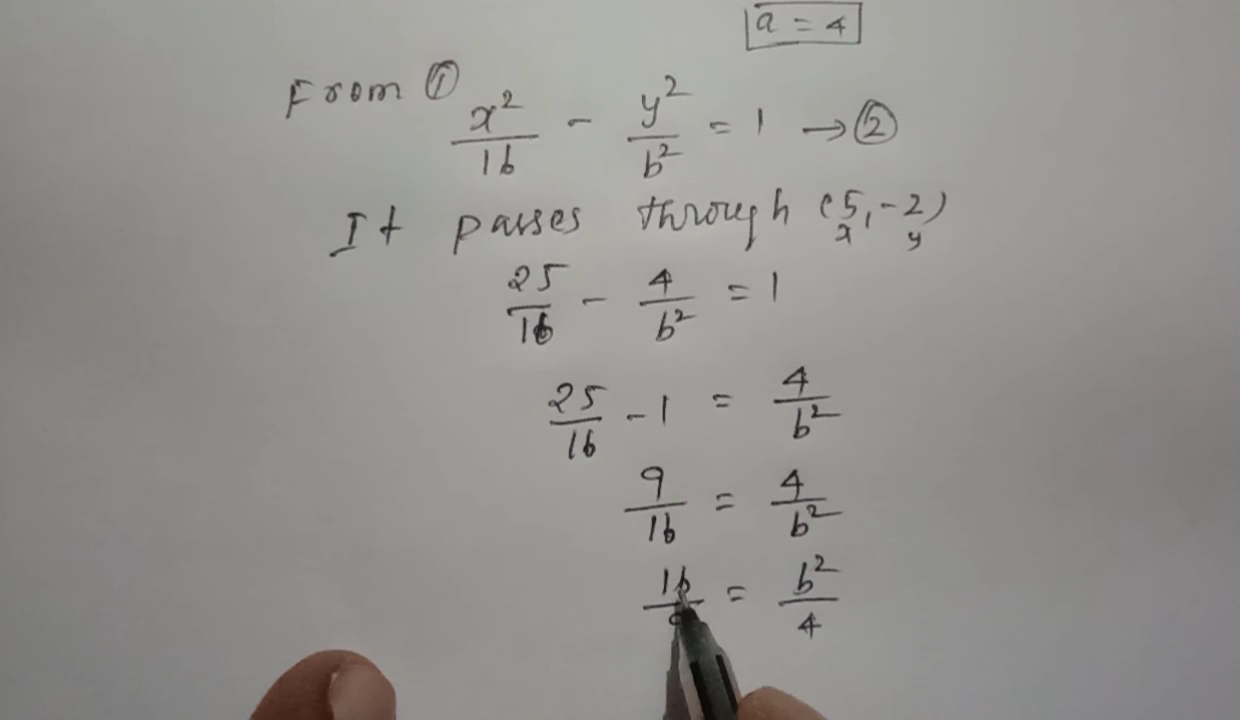 a = 4
From ①
x²/16 - y²/b² = 1 → ②
It passes through (5, -2)
x y
25/16 - 4/b² = 1
25/16 - 1 = 4/b²
9/16 = 4/b²
16/9 = b²/4